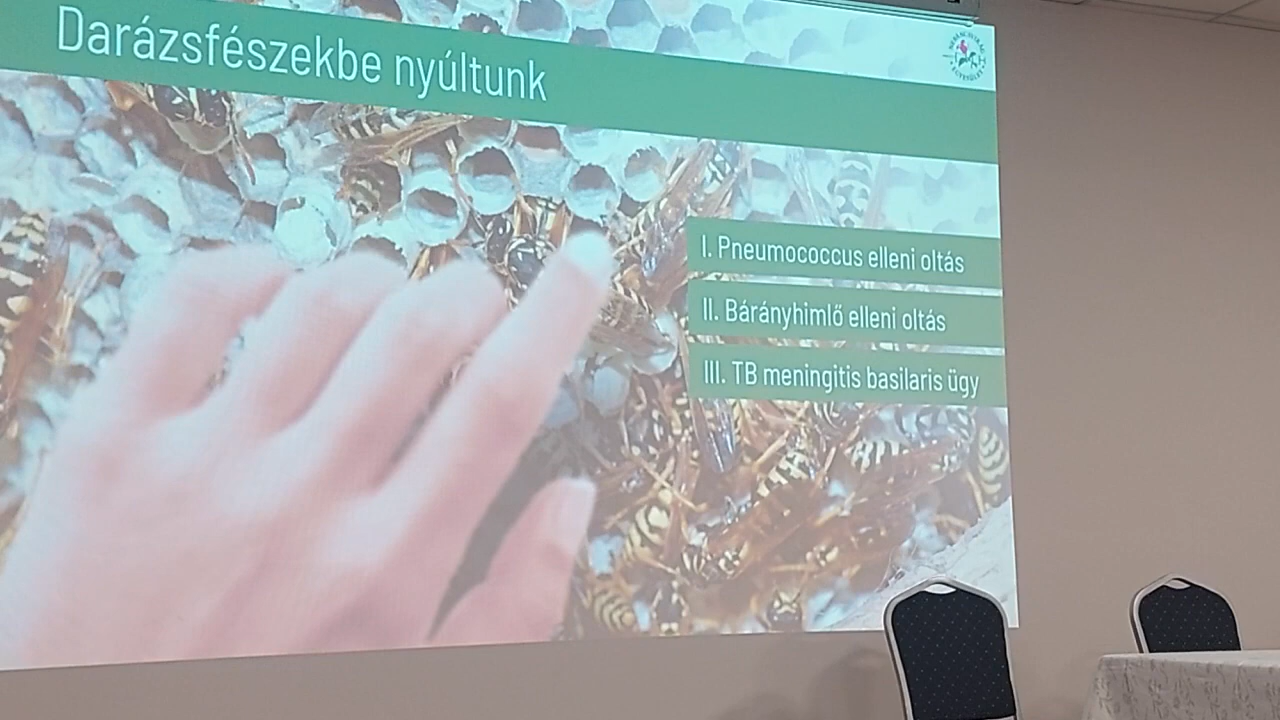 Darázsfészekbe nyúltunk
I. Pneumococcus elleni oltás
II. Bárányhimlő elleni oltás
III. TB meningitis basilaris ügy